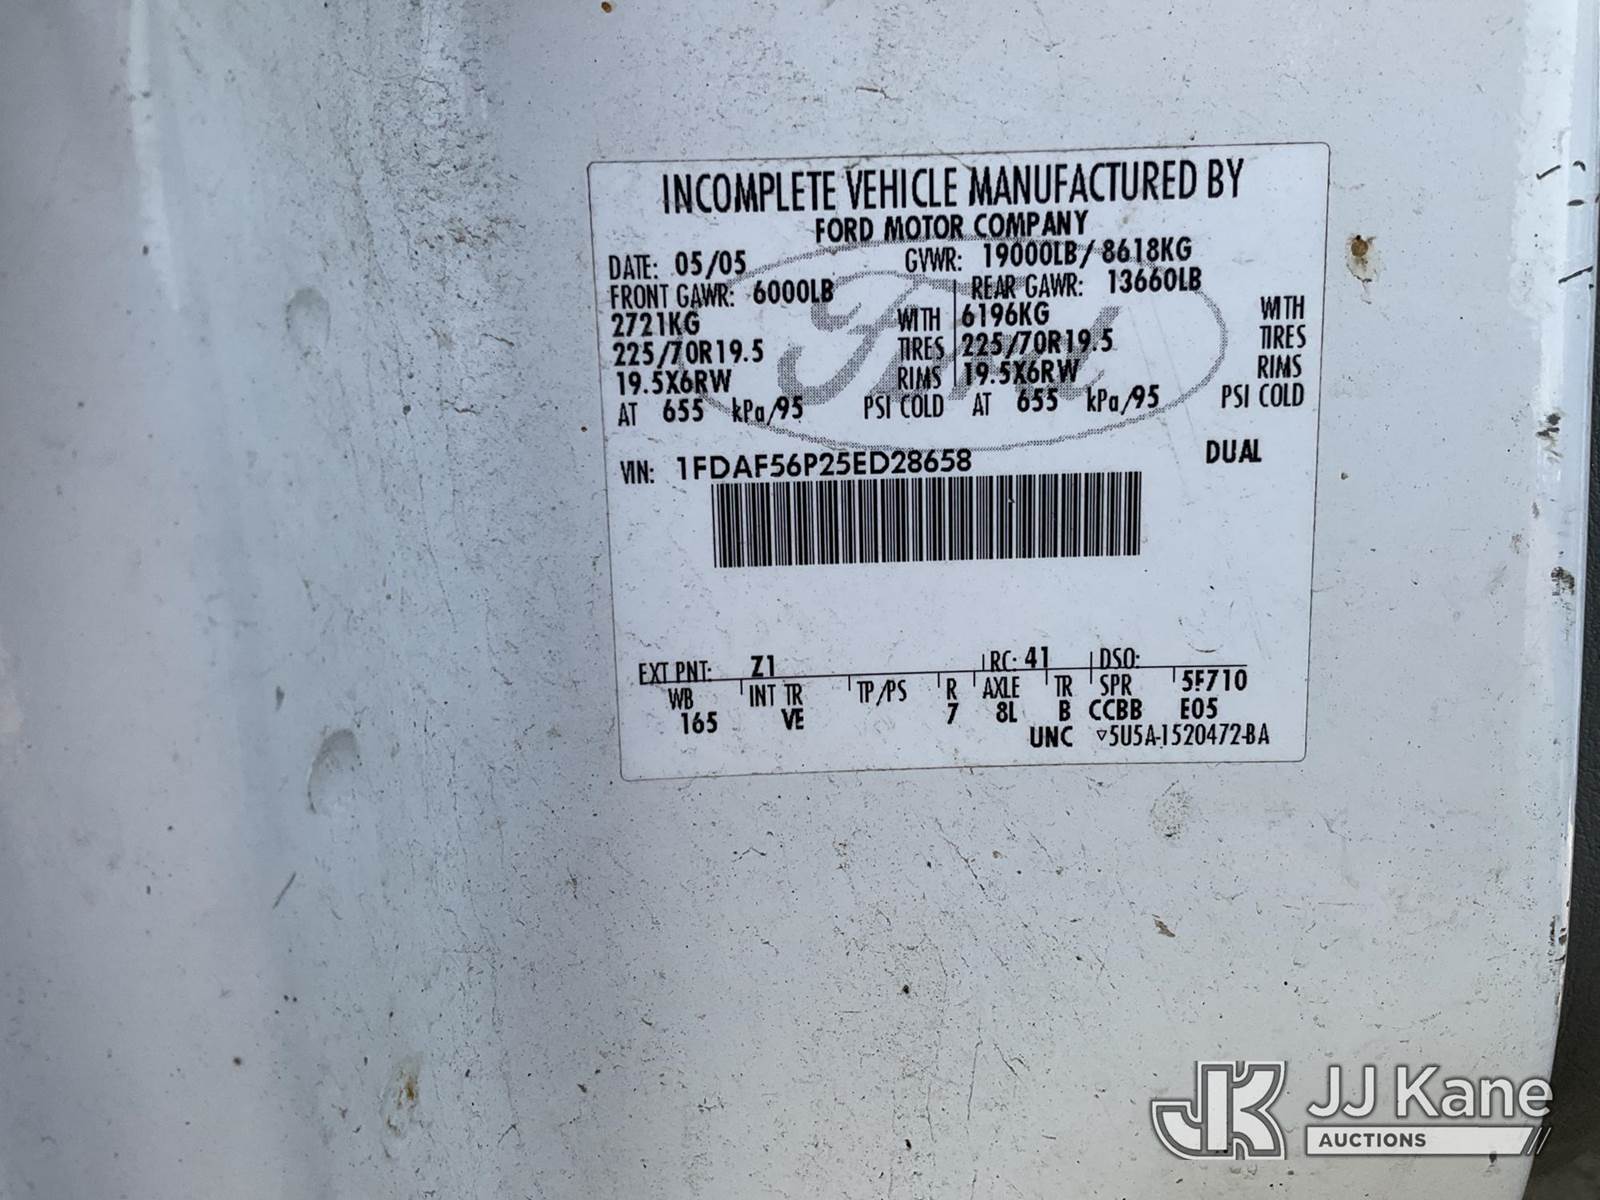 INCOMPLETE VEHICLE MANUFACTURED BY
FORD MOTOR COMPANY
DATE: 05/05 GVWR: 19000LB / 8618KG
FRONT GAWR: 6000LB REAR GAWR: 13660LB
2721KG WITH 6196KG WITH
225/70R19.5 TIRES 225/70R19.5 TIRES
19.5X6RW RIMS 19.5X6RW RIMS
AT 655 kPa/95 PSI COLD AT 655 kPa/95 PSI COLD
VIN: 1FDAF56P25ED28658 DUAL
EXT PNT: Z1 RC: 41 DSO:
WB INT TR TP/PS R AXLE TR SPR 5F710
165 VE 7 8L B CCBB E05
UNC ▿5U5A-1520472-BA
Ford
JK JJ Kane
AUCTIONS